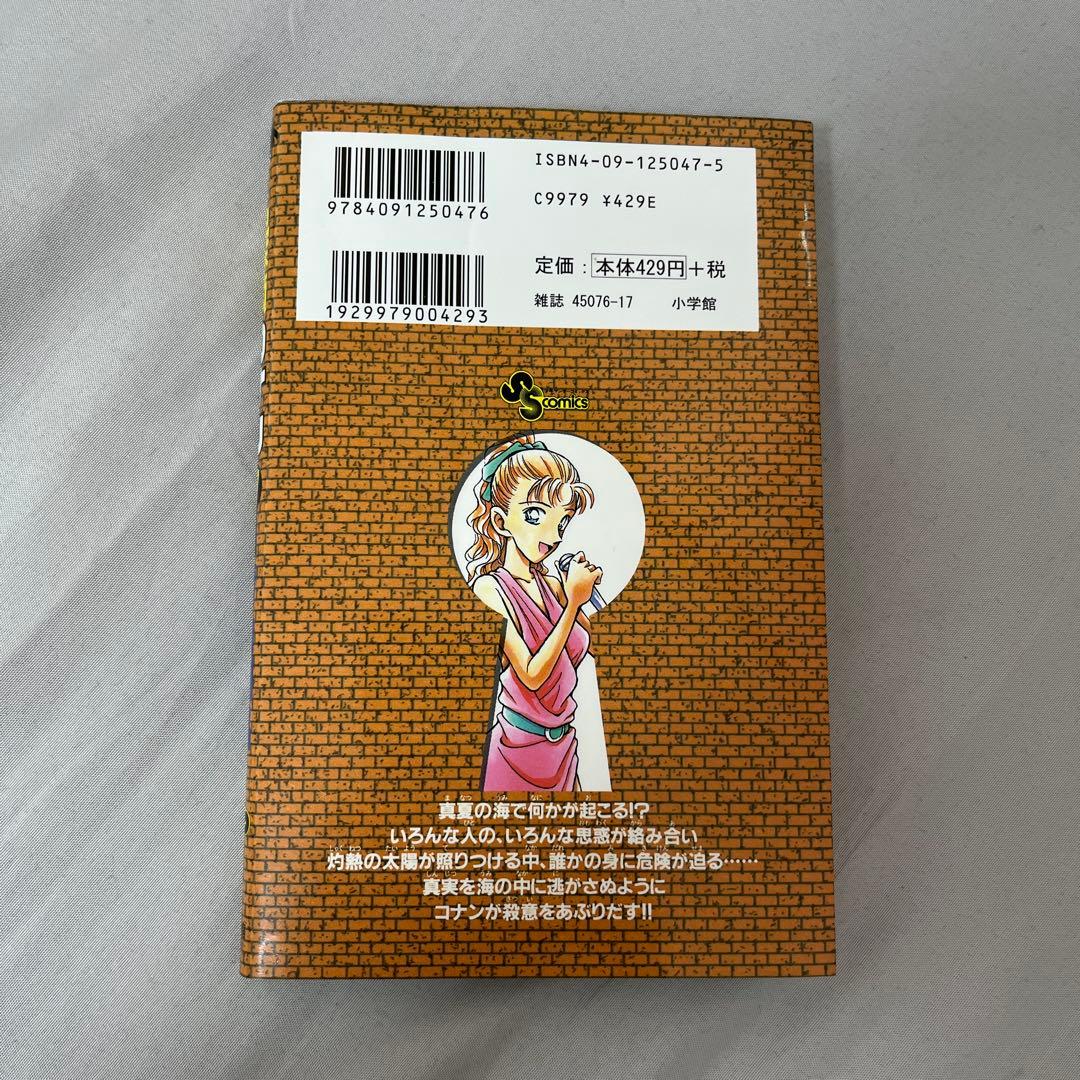 ISBN4-09-125047-5
C9979 ¥429E
9784091250476
定価：本体429円+税
雑誌 45076-17 小学館
1929979004293
SS comics
真夏の海で何かが起こる!?
いろんな人の、いろんな思惑が絡み合い
灼熱の太陽が照りつける中、誰かの身に危険が迫る……
真実を海の中に逃がさぬように
コナンが殺意をあぶりだす!!